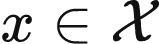 x ∈ 𝒳